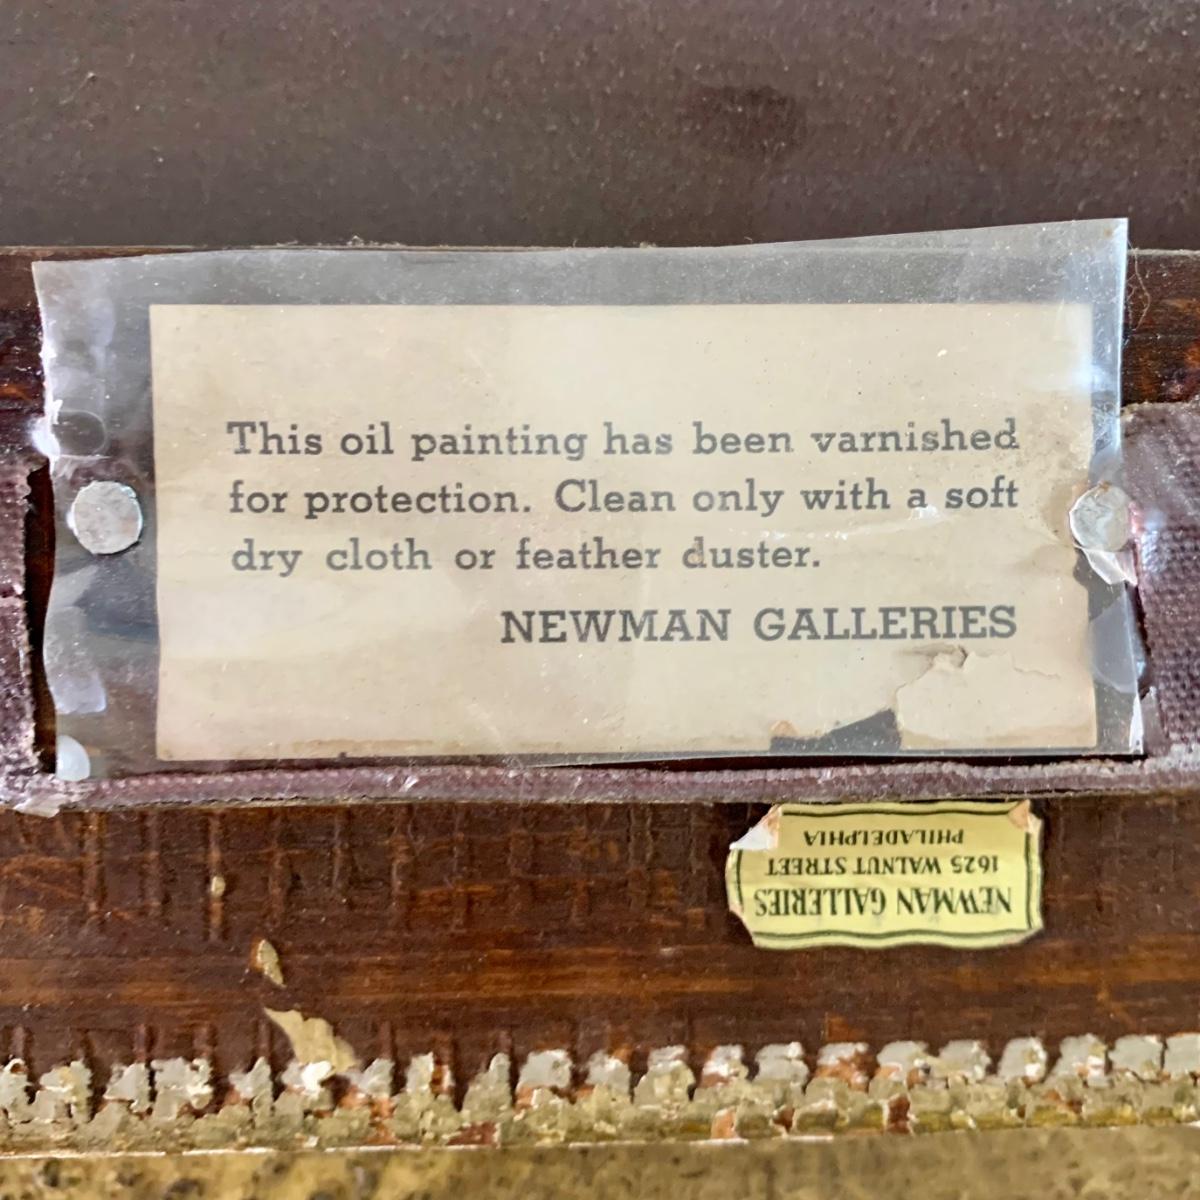 This oil painting has been varnished
for protection. Clean only with a soft
dry cloth or feather duster.
NEWMAN GALLERIES
NEWMAN GALLERIES
1625 WALNUT STREET
PHILADELPHIA